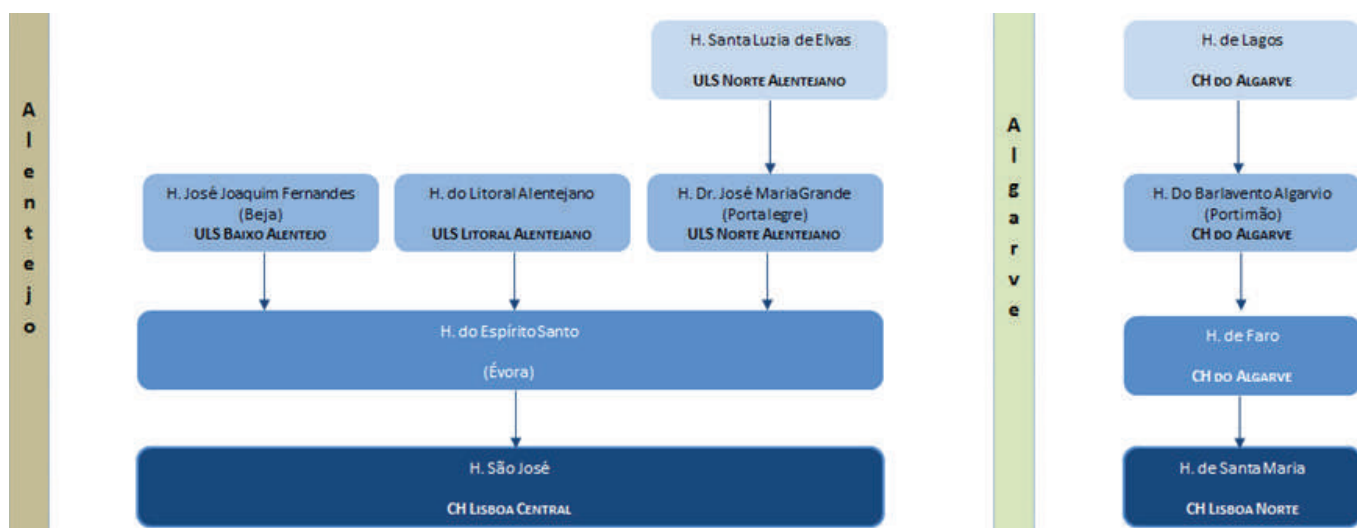 Alentejo
H. Santa Luzia de Elvas
ULS NORTE ALENTEJANO
H. José Joaquim Fernandes
(Beja)
ULS BAIXO ALENTEJO
H. do Litoral Alentejano
ULS LITORAL ALENTEJANO
H. Dr. José Maria Grande
(Portalegre)
ULS NORTE ALENTEJANO
H. do Espírito Santo
(Évora)
H. São José
CH LISBOA CENTRAL
Algarve
H. de Lagos
CH DO ALGARVE
H. Do Barlavento Algarvio
(Portimão)
CH DO ALGARVE
H. de Faro
CH DO ALGARVE
H. de Santa Maria
CH LISBOA NORTE